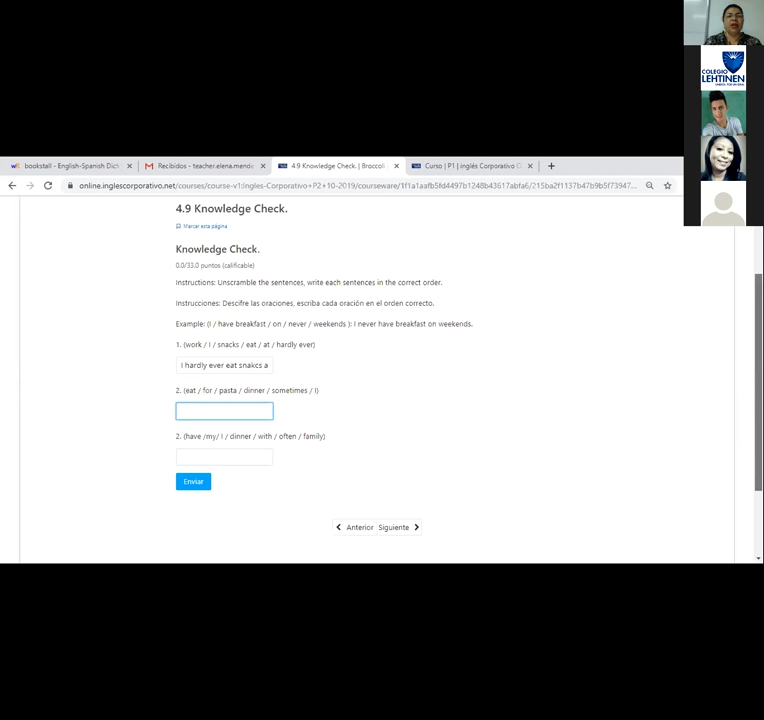 COLEGIO
LEHTINEN
bookstall - English-Spanish Dict
Recibidos - teacher.elena.mendo
4.9 Knowledge Check. | Broccoli
Curso | P1 | inglés Corporativo O
online.inglescorporativo.net/courses/course-v1:Ingles-Corporativo+P2+10-2019/courseware/1f1a1aafb5fd4497b1248b43617abfa6/215ba2f1137b47b9b5f73947...
4.9 Knowledge Check.
Marcar esta página
Knowledge Check.
0.0/33.0 puntos (calificable)
Instructions: Unscramble the sentences, write each sentences in the correct order.
Instrucciones: Descifre las oraciones, escriba cada oración en el orden correcto.
Example: (I / have breakfast / on / never / weekends ): I never have breakfast on weekends.
1. (work / I / snacks / eat / at / hardly ever)
I hardly ever eat snakcs a
2. (eat / for / pasta / dinner / sometimes / I)
2. (have /my/ I / dinner / with / often / family)
Enviar
Anterior Siguiente